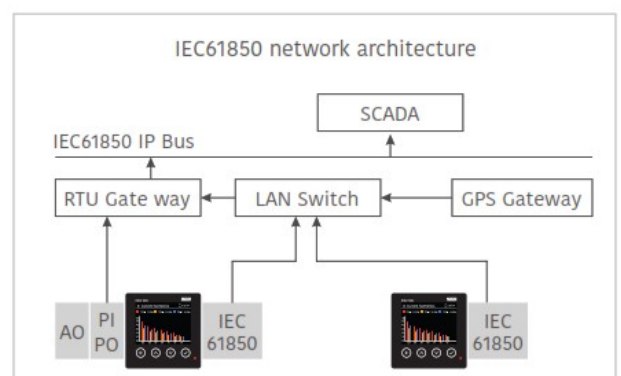 IEC61850 network architecture
SCADA
IEC61850 IP Bus
RTU Gate way
LAN Switch
GPS Gateway
AO
PI
PO
IEC
61850
IEC
61850